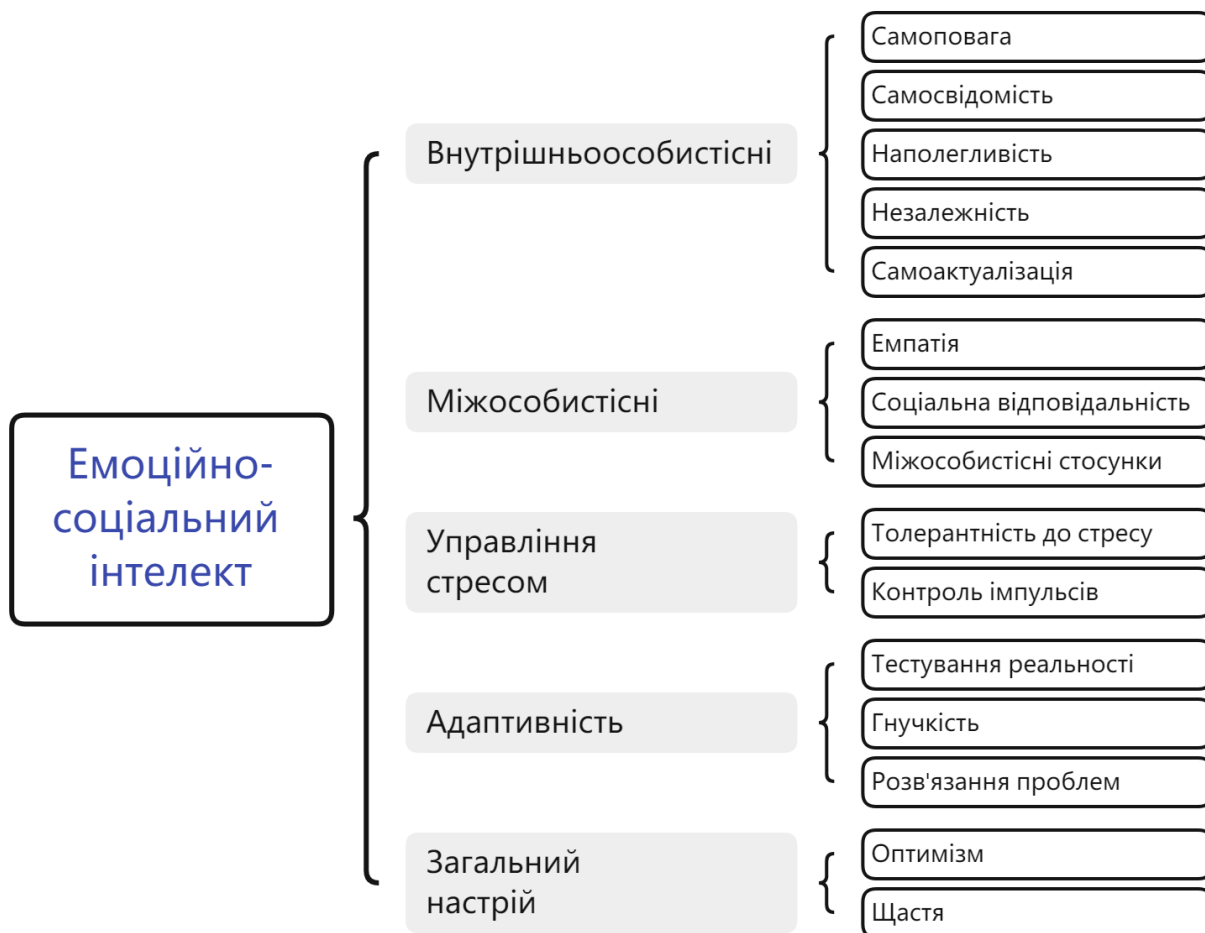 Емоційно-
соціальний
інтелект
Внутрішньоособистісні
Самоповага
Самосвідомість
Наполегливість
Незалежність
Самоактуалізація
Міжособистісні
Емпатія
Соціальна відповідальність
Міжособистісні стосунки
Управління
стресом
Толерантність до стресу
Контроль імпульсів
Адаптивність
Тестування реальності
Гнучкість
Розв'язання проблем
Загальний
настрій
Оптимізм
Щастя